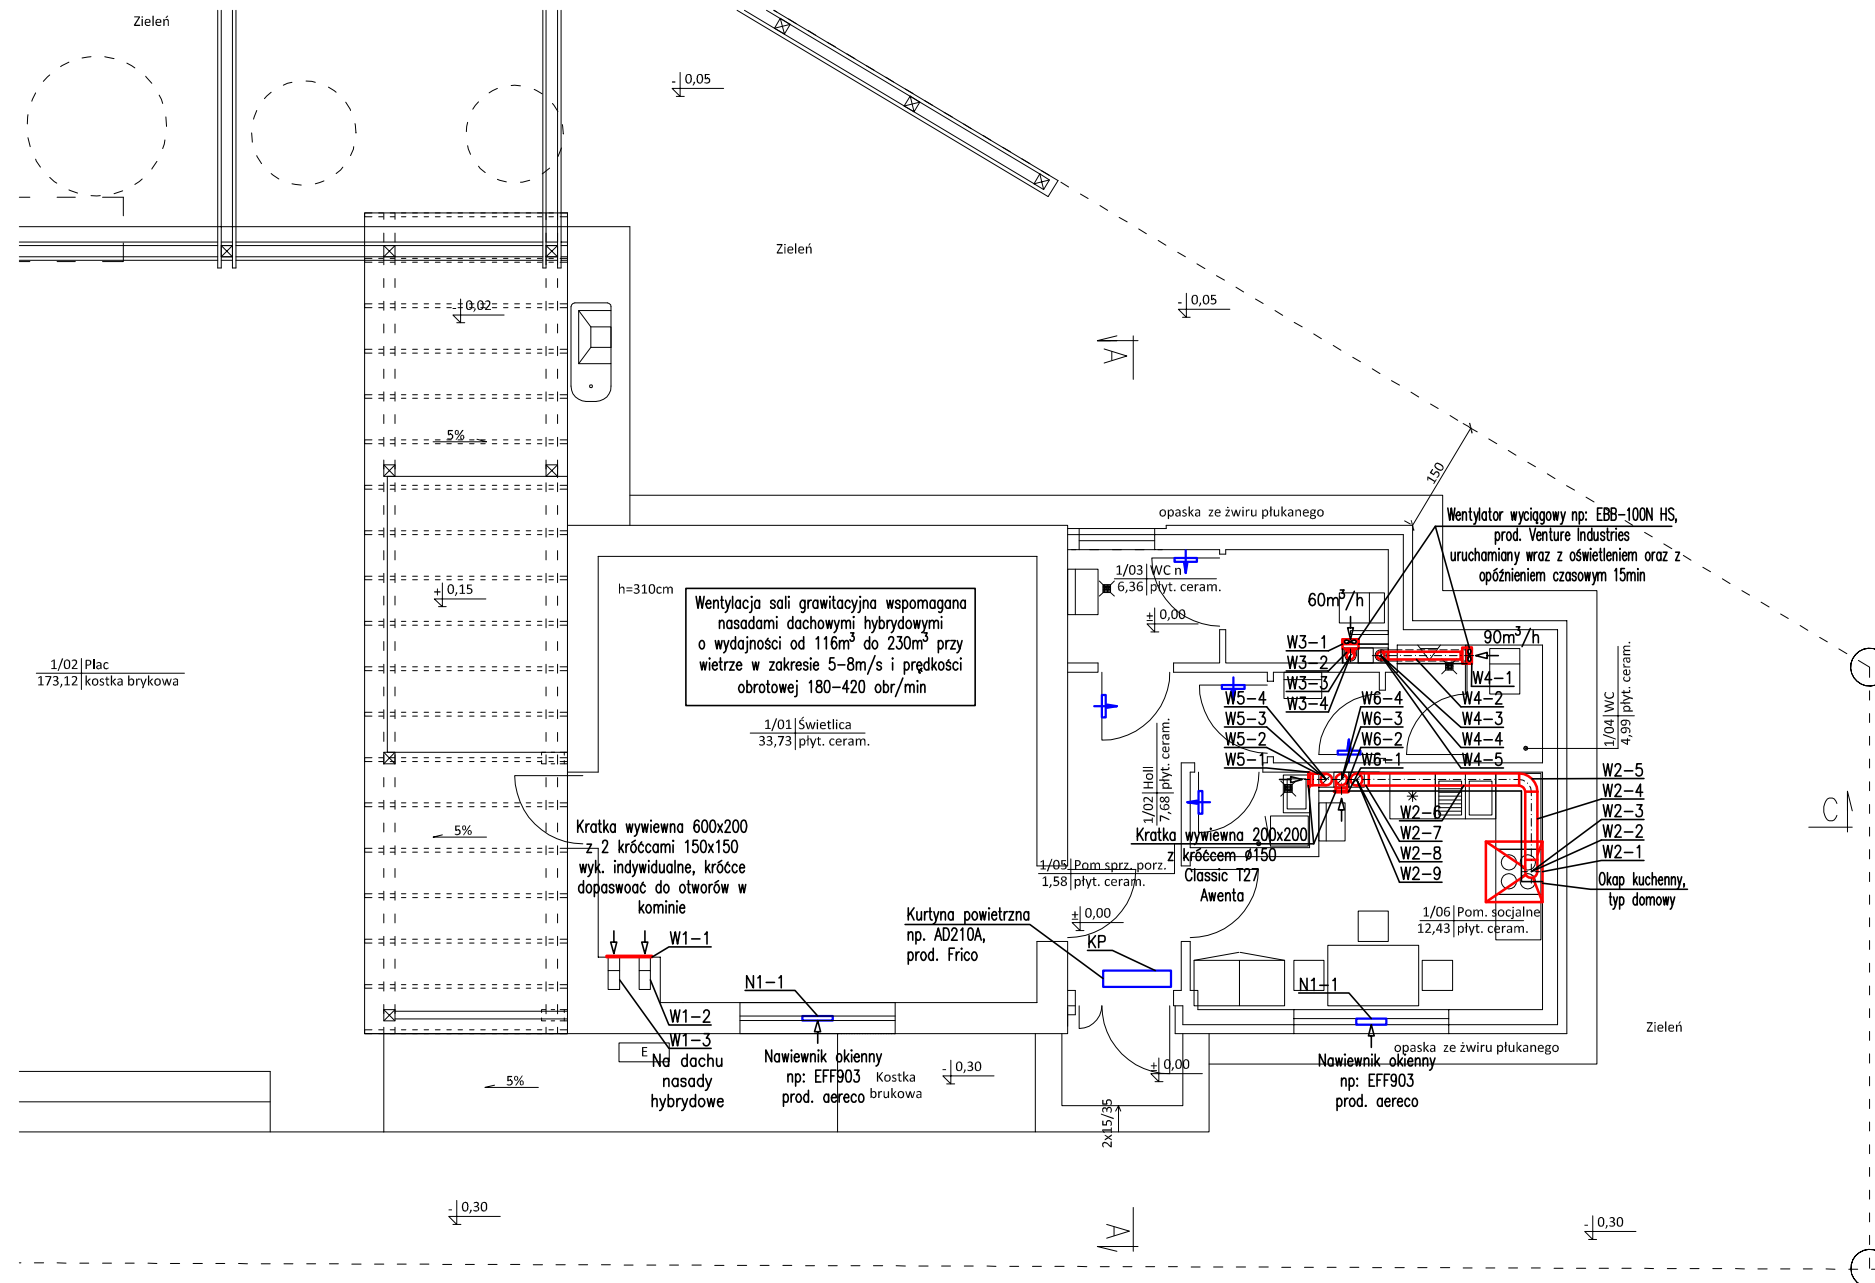 Zieleń
- 0,05
Zieleń
- 0,02
- 0,05
A
5%
150
opaska ze żwiru płukanego
Wentylator wyciągowy np: EBB-100N HS,
prod. Venture Industries
uruchamiany wraz z oświetleniem oraz z
opóźnieniem czasowym 15min
h=310cm
± 0,15
Wentylacja sali grawitacyjna wspomagana
nasadami dachowymi hybrydowymi
o wydajności od 116m³ do 230m³ przy
wietrze w zakresie 5-8m/s i prędkości
obrotowej 180-420 obr/min
1/03 WC n
6,36 płyt. ceram.
± 0,00
60m³/h
90m³/h
1/02 Plac
173,12 kostka brykowa
1/01 Świetlica
33,73 płyt. ceram.
W3-1
W3-2
W3-3
W3-4
W4-1
W4-2
W4-3
W4-4
W4-5
1/04 WC
4,99 płyt. ceram.
W5-4
W5-3
W5-2
W5-1
W6-4
W6-3
W6-2
W6-1
1/02 Holl
7,68 płyt. ceram.
W2-5
W2-4
W2-3
W2-2
W2-1
W2-6
W2-7
W2-8
W2-9
C
5%
Kratka wywiewna 600x200
z 2 króćcami 150x150
wyk. indywidualne, króćce
dopaswoać do otworów w
kominie
Kratka wywiewna 200x200
z króćcem ø150
Classic T27
Awenta
1/05 Pom sprz. porz.
1,58 płyt. ceram.
Okap kuchenny,
typ domowy
1/06 Pom. socjalne
12,43 płyt. ceram.
Kurtyna powietrzna
np. AD210A,
prod. Frico
± 0,00
KP
W1-1
W1-2
W1-3
N1-1
N1-1
E
Na dachu
nasady
hybrydowe
Nawiewnik okienny
np: EFF903
prod. aereco
Kostka
brukowa
- 0,30
± 0,00
opaska ze żwiru płukanego
Nawiewnik okienny
np: EFF903
prod. aereco
Zieleń
5%
2x15/35
- 0,30
A
- 0,30